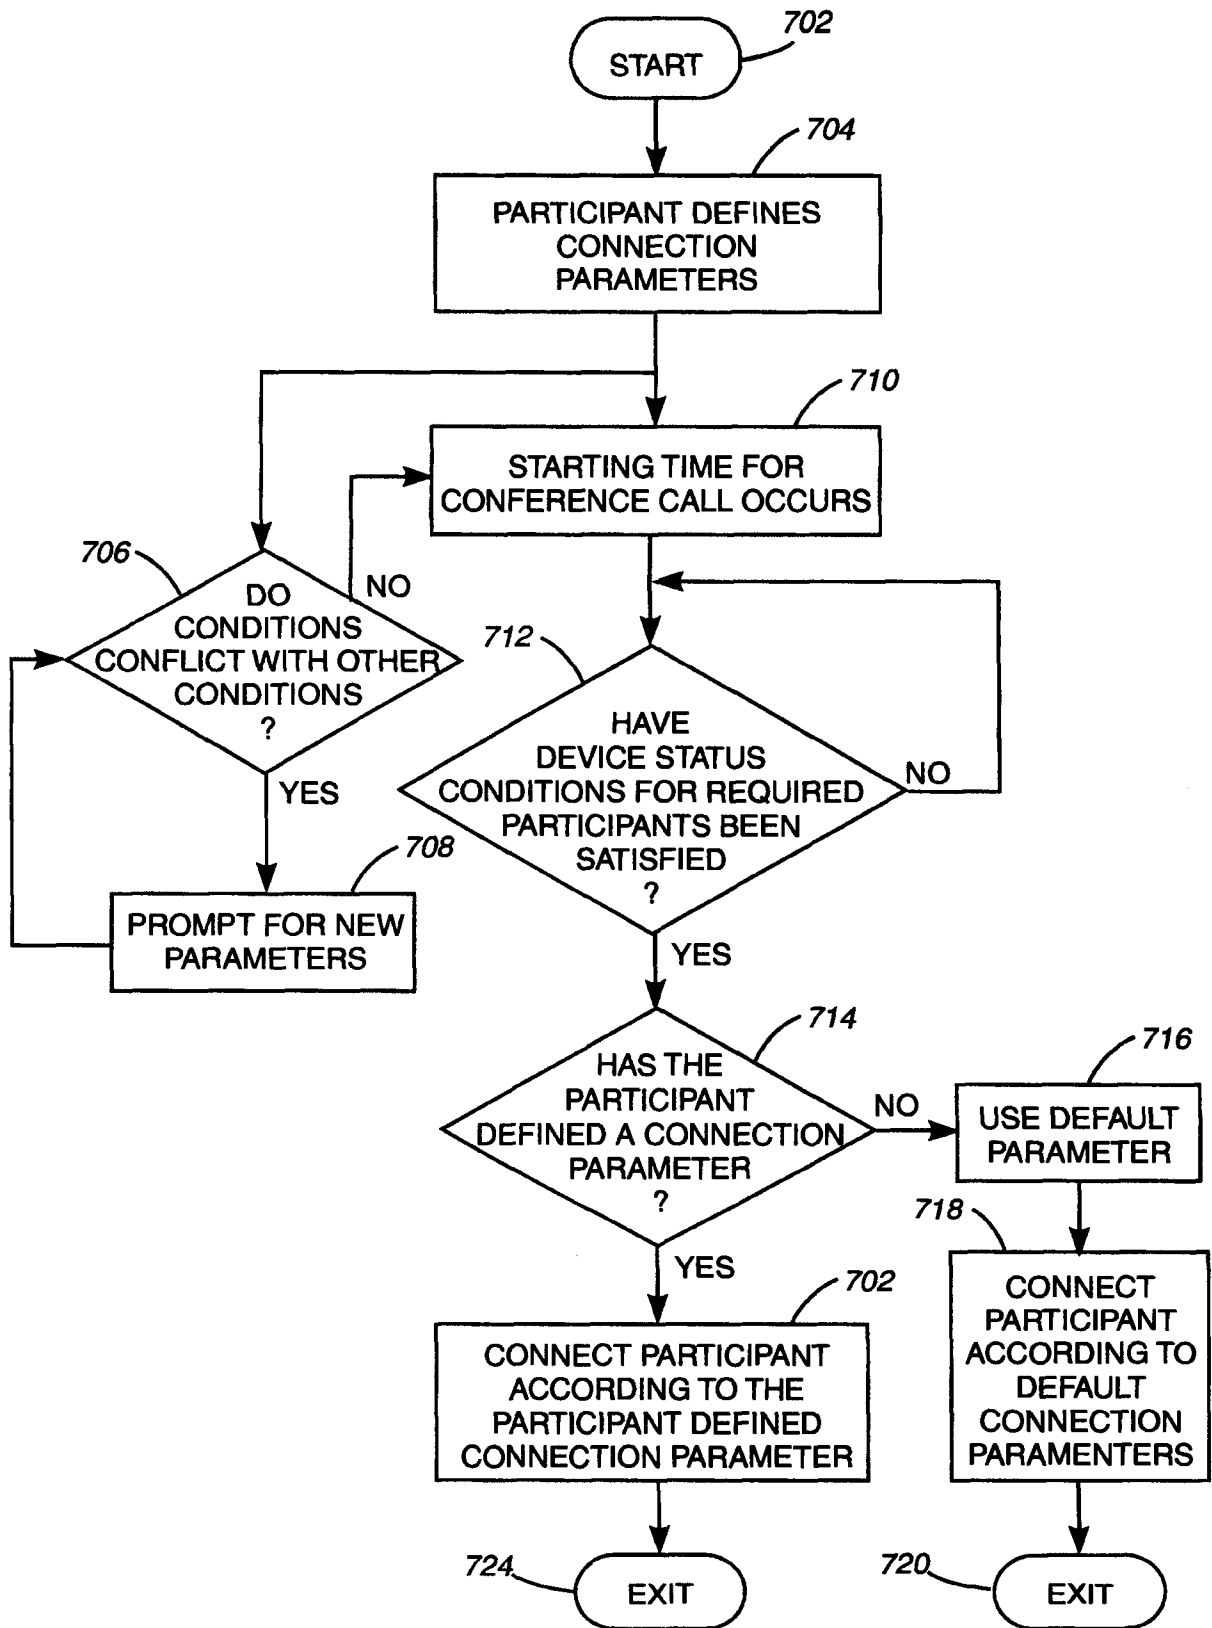 702
START
704
PARTICIPANT DEFINES
CONNECTION
PARAMETERS
710
STARTING TIME FOR
CONFERENCE CALL OCCURS
706
DO
CONDITIONS
CONFLICT WITH OTHER
CONDITIONS
?
NO
YES
708
PROMPT FOR NEW
PARAMETERS
712
HAVE
DEVICE STATUS
CONDITIONS FOR REQUIRED
PARTICIPANTS BEEN
SATISFIED
?
NO
YES
714
HAS THE
PARTICIPANT
DEFINED A CONNECTION
PARAMETER
?
NO
YES
716
USE DEFAULT
PARAMETER
718
CONNECT
PARTICIPANT
ACCORDING TO
DEFAULT
CONNECTION
PARAMENTERS
702
CONNECT PARTICIPANT
ACCORDING TO THE
PARTICIPANT DEFINED
CONNECTION PARAMETER
724
EXIT
720
EXIT